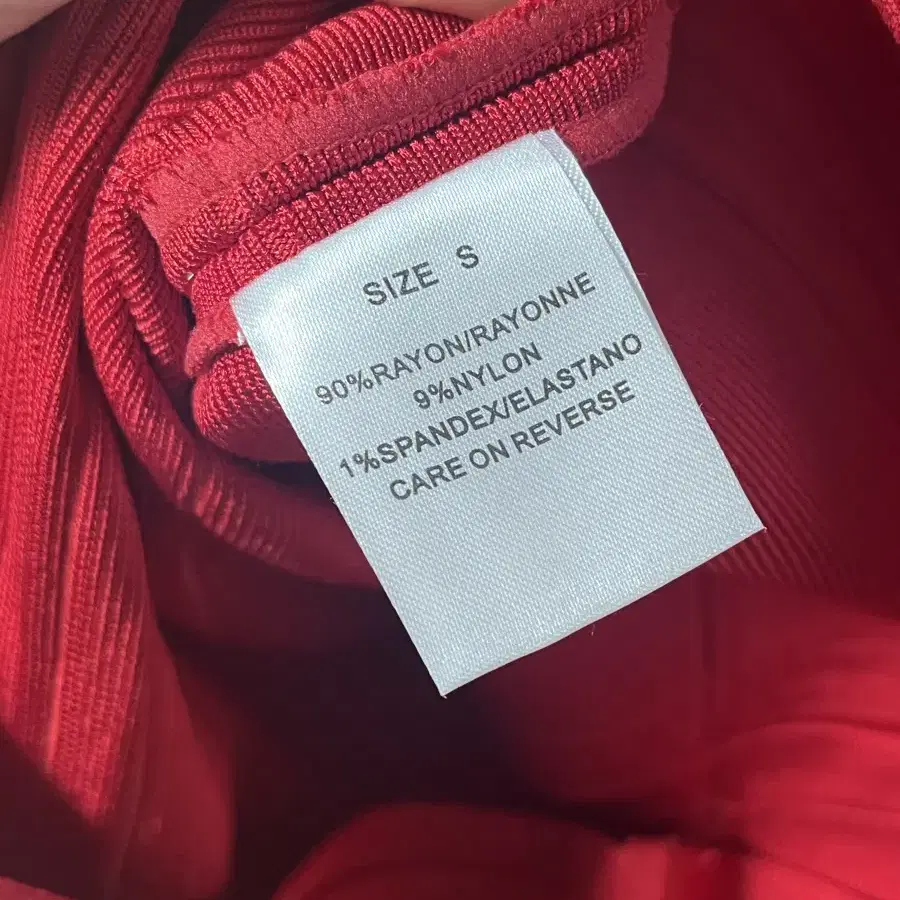 SIZE S
90%RAYON/RAYONNE
9%NYLON
1%SPANDEX/ELASTANO
CARE ON REVERSE